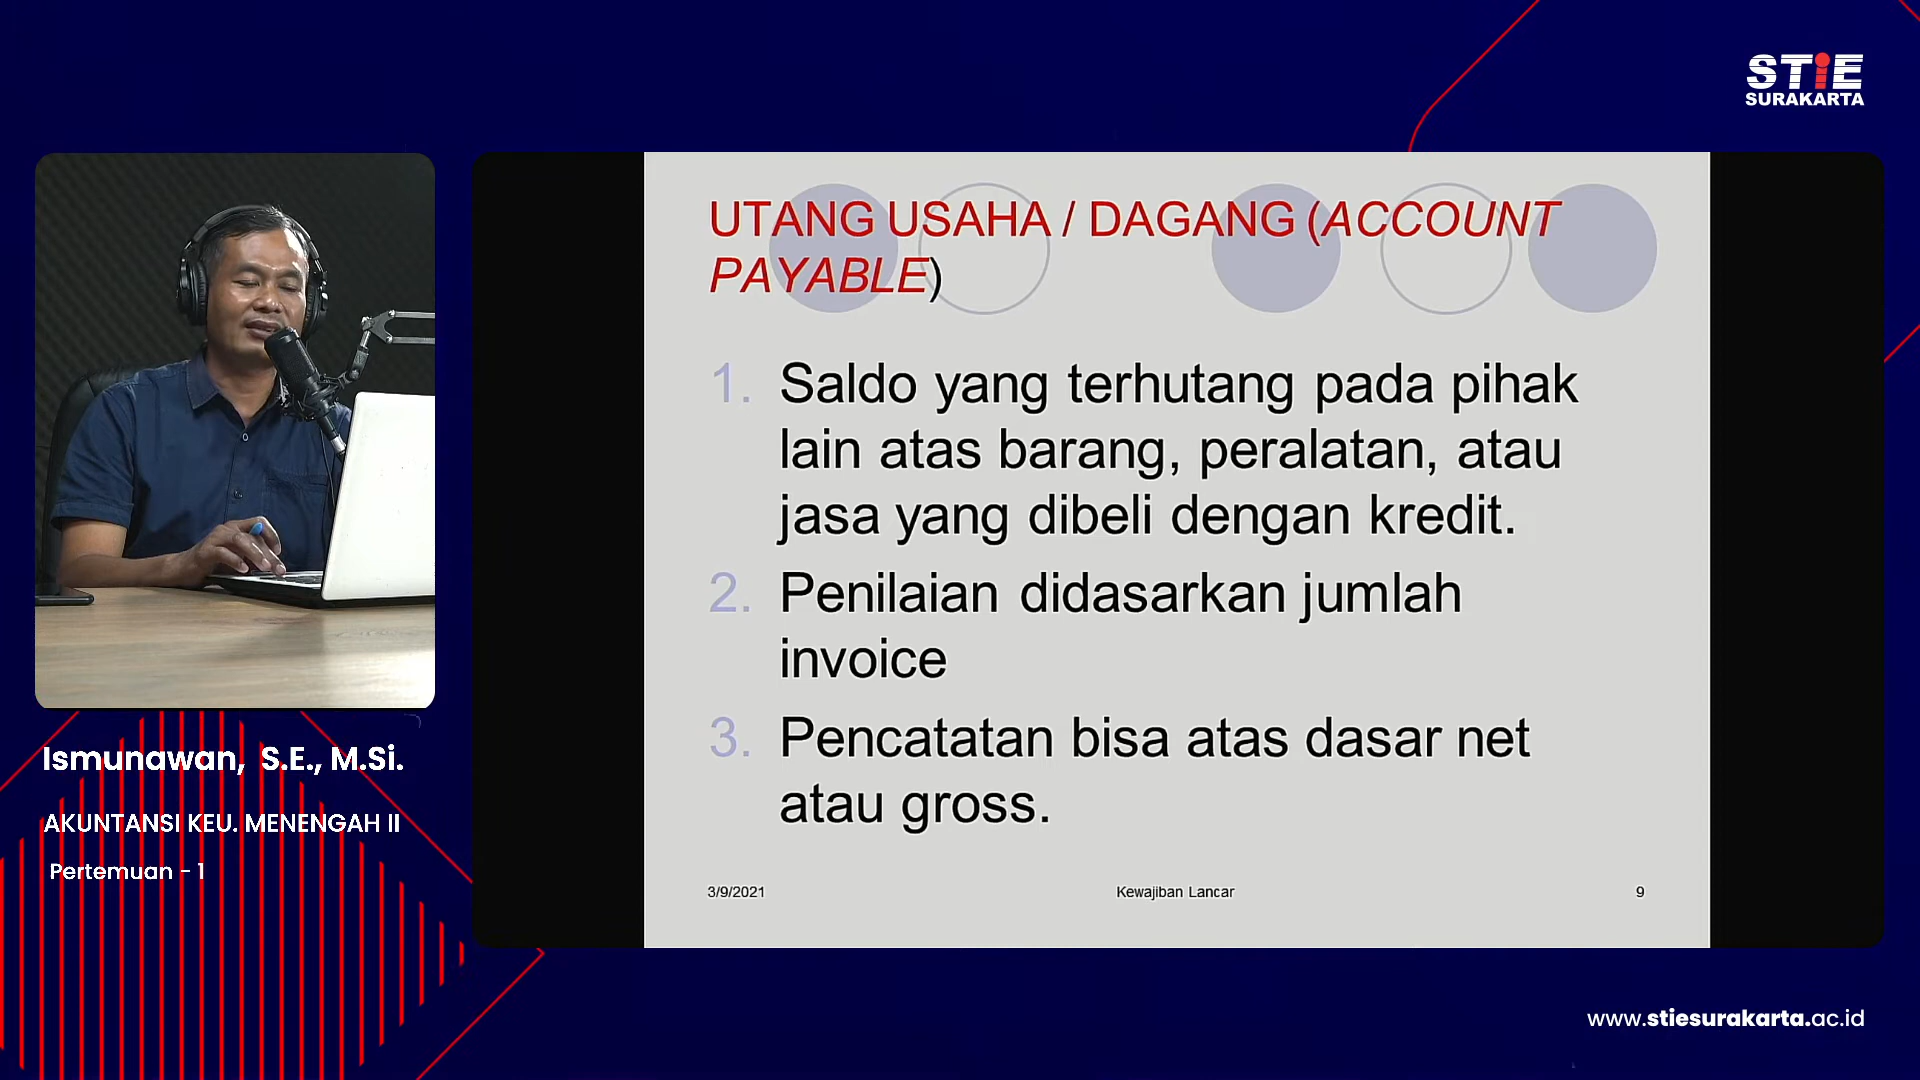 STiE
SURAKARTA
UTANG USAHA / DAGANG (ACCOUNT
PAYABLE)
1. Saldo yang terhutang pada pihak
lain atas barang, peralatan, atau
jasa yang dibeli dengan kredit.
2. Penilaian didasarkan jumlah
invoice
3. Pencatatan bisa atas dasar net
atau gross.
3/9/2021 Kewajiban Lancar 9
Ismunawan, S.E., M.Si.
AKUNTANSI KEU. MENENGAH II
Pertemuan - 1
www.stiesurakarta.ac.id